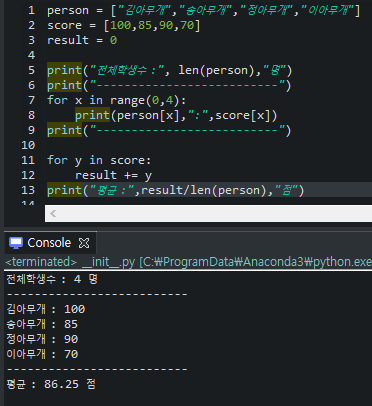 1 person = ["김아무개","송아무개","정아무개","이아무개"]
2 score = [100,85,90,70]
3 result = 0
4
5 print("전체학생수 :", len(person),"명")
6 print("--------------------------")
7 for x in range(0,4):
8     print(person[x],":",score[x])
9 print("--------------------------")
10
11 for y in score:
12     result += y
13 print("평균 :",result/len(person),"점")
14
Console
<terminated> __init__.py [C:₩ProgramData₩Anaconda3₩python.exe
전체학생수 : 4 명
--------------------------
김아무개 : 100
송아무개 : 85
정아무개 : 90
이아무개 : 70
--------------------------
평균 : 86.25 점